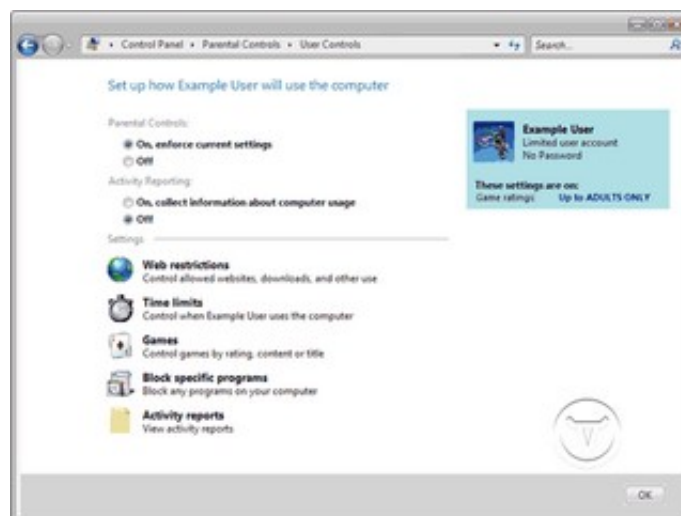 Control Panel › Parental Controls › User Controls
Search...
Set up how Example User will use the computer
Parental Controls:
On, enforce current settings
Off
Activity Reporting:
On, collect information about computer usage
Off
Settings
Web restrictions
Control allowed websites, downloads, and other use
Time limits
Control when Example User uses the computer
Games
Control games by rating, content or title
Block specific programs
Block any programs on your computer
Activity reports
View activity reports
Example User
Limited user account
No Password
These settings are on:
Game ratings: Up to ADULTS ONLY
OK